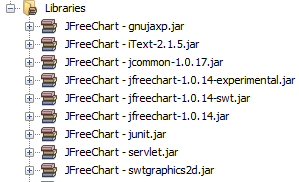 Libraries
JFreeChart - gnujaxp.jar
JFreeChart - iText-2.1.5.jar
JFreeChart - jcommon-1.0.17.jar
JFreeChart - jfreechart-1.0.14-experimental.jar
JFreeChart - jfreechart-1.0.14-swt.jar
JFreeChart - jfreechart-1.0.14.jar
JFreeChart - junit.jar
JFreeChart - servlet.jar
JFreeChart - swtgraphics2d.jar